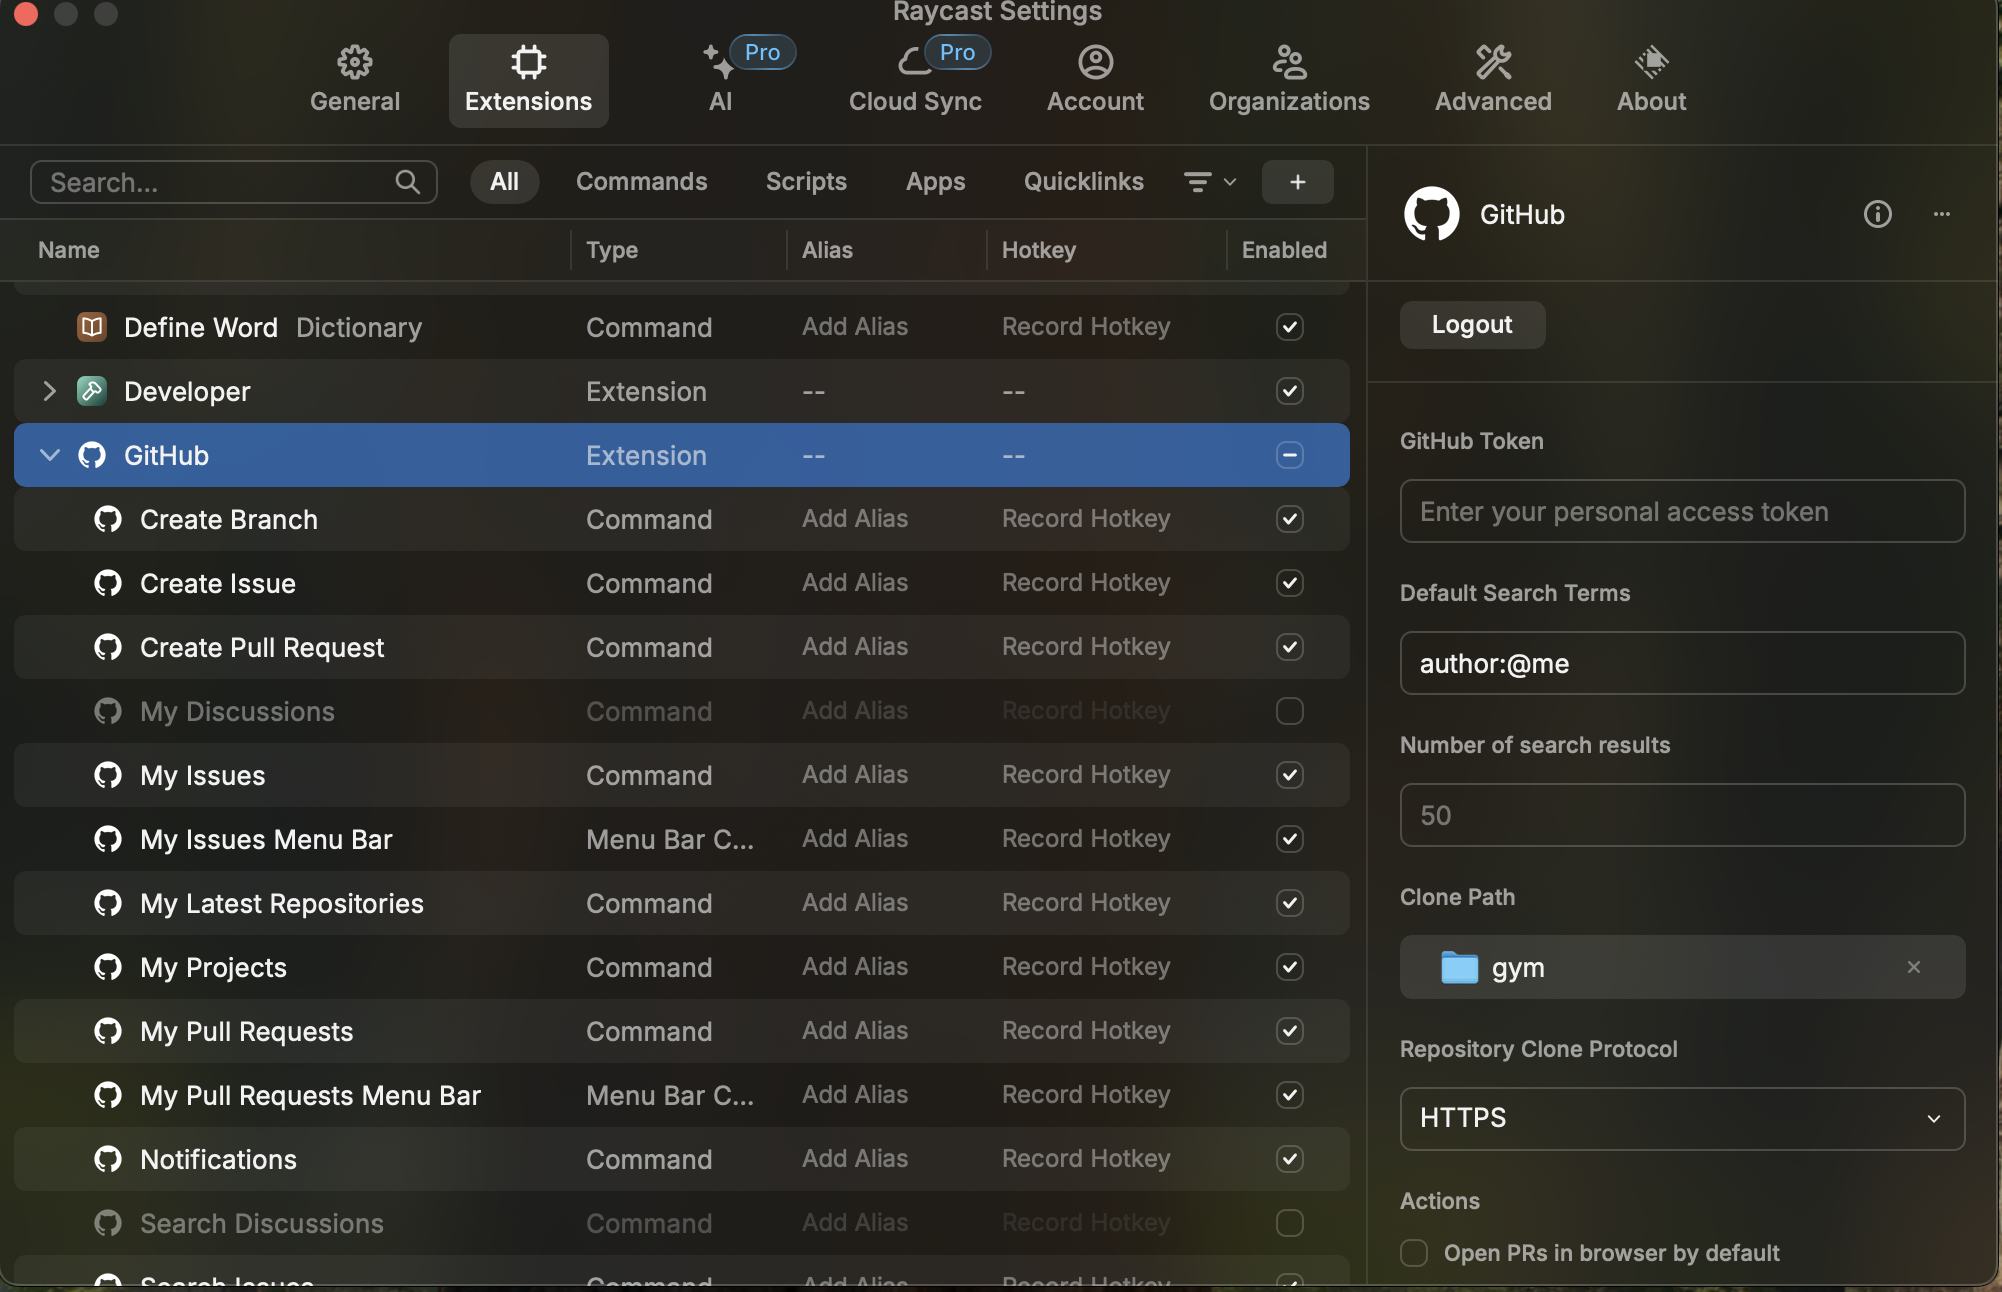 Raycast Settings
General
Extensions
Pro
AI
Pro
Cloud Sync
Account
Organizations
Advanced
About
Search...
All
Commands
Scripts
Apps
Quicklinks
+
Name Type Alias Hotkey Enabled
Define Word Dictionary Command Add Alias Record Hotkey
Developer Extension -- --
GitHub Extension -- --
Create Branch Command Add Alias Record Hotkey
Create Issue Command Add Alias Record Hotkey
Create Pull Request Command Add Alias Record Hotkey
My Discussions Command Add Alias Record Hotkey
My Issues Command Add Alias Record Hotkey
My Issues Menu Bar Menu Bar C... Add Alias Record Hotkey
My Latest Repositories Command Add Alias Record Hotkey
My Projects Command Add Alias Record Hotkey
My Pull Requests Command Add Alias Record Hotkey
My Pull Requests Menu Bar Menu Bar C... Add Alias Record Hotkey
Notifications Command Add Alias Record Hotkey
Search Discussions Command Add Alias Record Hotkey
Search Issues Command Add Alias Record Hotkey
GitHub
Logout
GitHub Token
Enter your personal access token
Default Search Terms
author:@me
Number of search results
50
Clone Path
gym
Repository Clone Protocol
HTTPS
Actions
Open PRs in browser by default